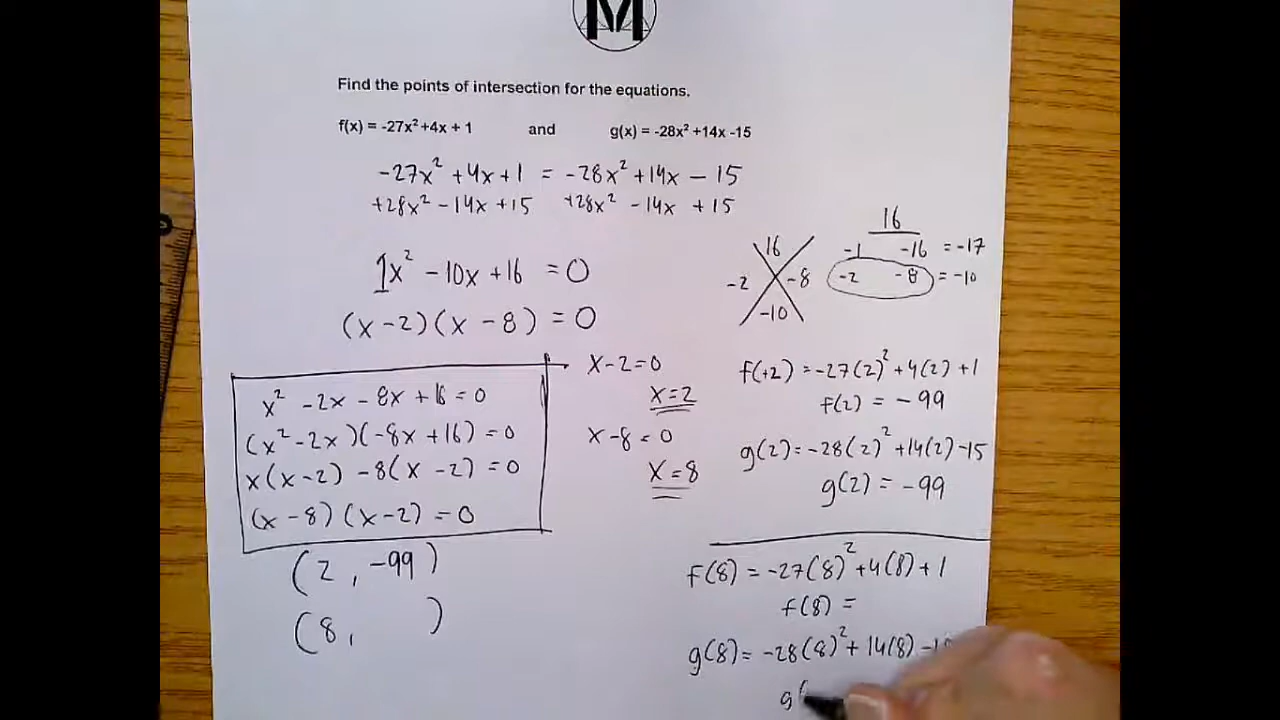 M
Find the points of intersection for the equations.
f(x) = -27x²+4x + 1 and g(x) = -28x² +14x -15
-27x² +4x+1 = -28x² +14x - 15
+28x² -14x +15 +28x² -14x +15
1x² -10x +16 =0
(x-2)(x-8) =0
x² -2x -8x +16 =0
(x²-2x)(-8x+16) =0
x(x-2) -8(x-2) =0
(x-8)(x-2) =0
(2, -99)
(8, )
x-2=0
x=2
x-8=0
x=8
16
-2 -8
-10
16
-1 -16 =-17
-2 -8 =-10
f(+2) =-27(2)²+4(2)+1
f(2) = -99
g(2)=-28(2)²+14(2)-15
g(2) = -99
f(8) =-27(8)²+4(8)+1
f(8) =
g(8)= -28(8)²+ 14(8)
g(